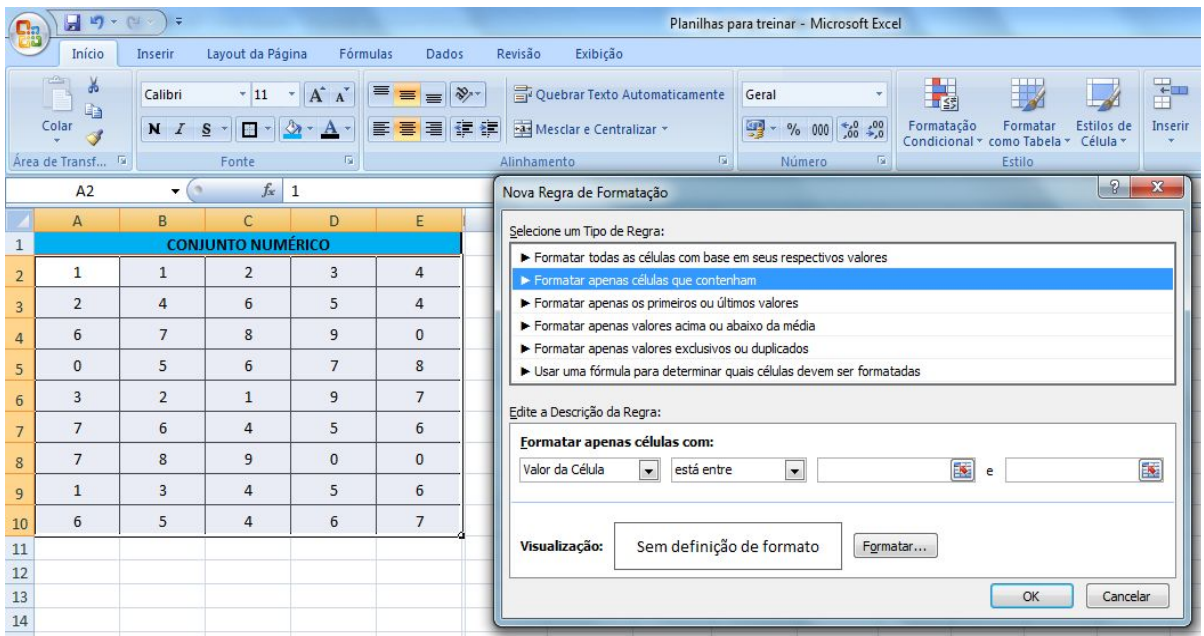 Planilhas para treinar - Microsoft Excel
Início Inserir Layout da Página Fórmulas Dados Revisão Exibição
Colar
Área de Transf...
Calibri 11 A A
N I S A
Fonte
Quebrar Texto Automaticamente
Mesclar e Centralizar
Alinhamento
Geral
% 000 ,0 ,00 ,00 ,0
Número
Formatação Condicional Formatar como Tabela Estilos de Célula
Estilo
Inserir
A2 fx 1
A B C D E
1 CONJUNTO NUMÉRICO
2 1 1 2 3 4
3 2 4 6 5 4
4 6 7 8 9 0
5 0 5 6 7 8
6 3 2 1 9 7
7 7 6 4 5 6
8 7 8 9 0 0
9 1 3 4 5 6
10 6 5 4 6 7
11
12
13
14
Nova Regra de Formatação
Selecione um Tipo de Regra:
► Formatar todas as células com base em seus respectivos valores
► Formatar apenas células que contenham
► Formatar apenas os primeiros ou últimos valores
► Formatar apenas valores acima ou abaixo da média
► Formatar apenas valores exclusivos ou duplicados
► Usar uma fórmula para determinar quais células devem ser formatadas
Edite a Descrição da Regra:
Formatar apenas células com:
Valor da Célula está entre e
Visualização: Sem definição de formato Formatar...
OK Cancelar